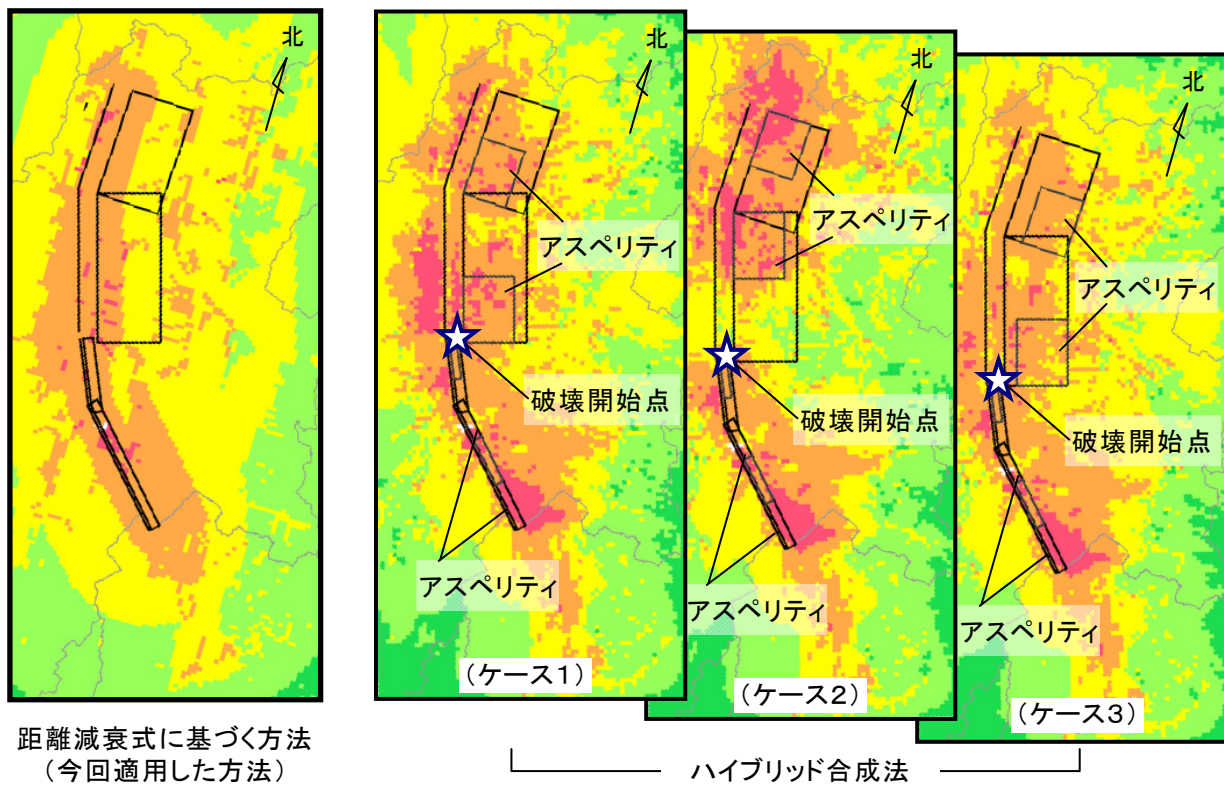 北
北
北
北
アスペリティ
破壊開始点
アスペリティ
(ケース1)
アスペリティ
破壊開始点
アスペリティ
(ケース2)
アスペリティ
破壊開始点
アスペリティ
(ケース3)
距離減衰式に基づく方法
(今回適用した方法)
ハイブリッド合成法